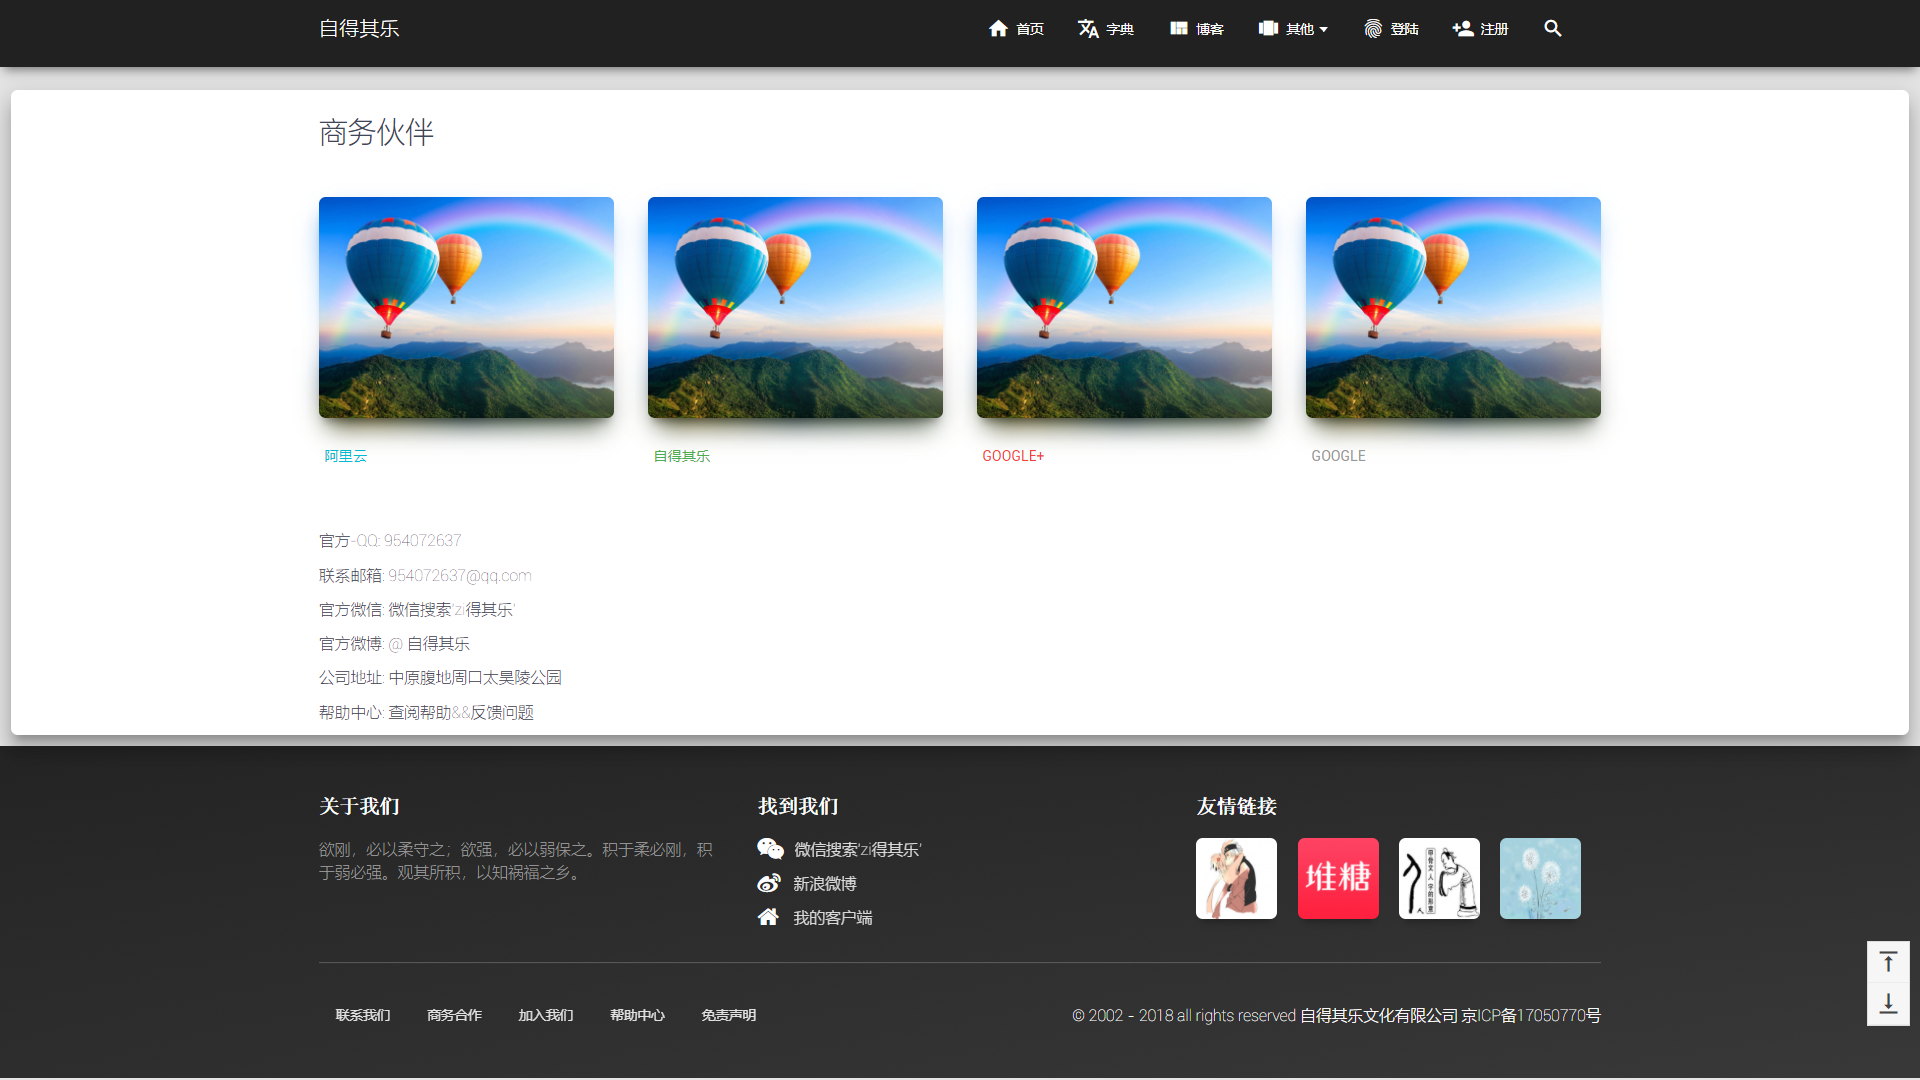 自得其乐
首页 字典 博客 其他 登陆 注册
商务伙伴
阿里云 自得其乐 GOOGLE+ GOOGLE
官方-QQ: 954072637
联系邮箱: 954072637@qq.com
官方微信: 微信搜索'zi得其乐'
官方微博: @ 自得其乐
公司地址: 中原腹地周口太昊陵公园
帮助中心: 查阅帮助&&反馈问题
关于我们
欲刚，必以柔守之；欲强，必以弱保之。积于柔必刚，积
于弱必强。观其所积，以知祸福之乡。
找到我们
微信搜索'zi得其乐'
新浪微博
我的客户端
友情链接
堆糖
甲骨文人字的形意
联系我们 商务合作 加入我们 帮助中心 免责声明
© 2002 - 2018 all rights reserved 自得其乐文化有限公司 京ICP备17050770号